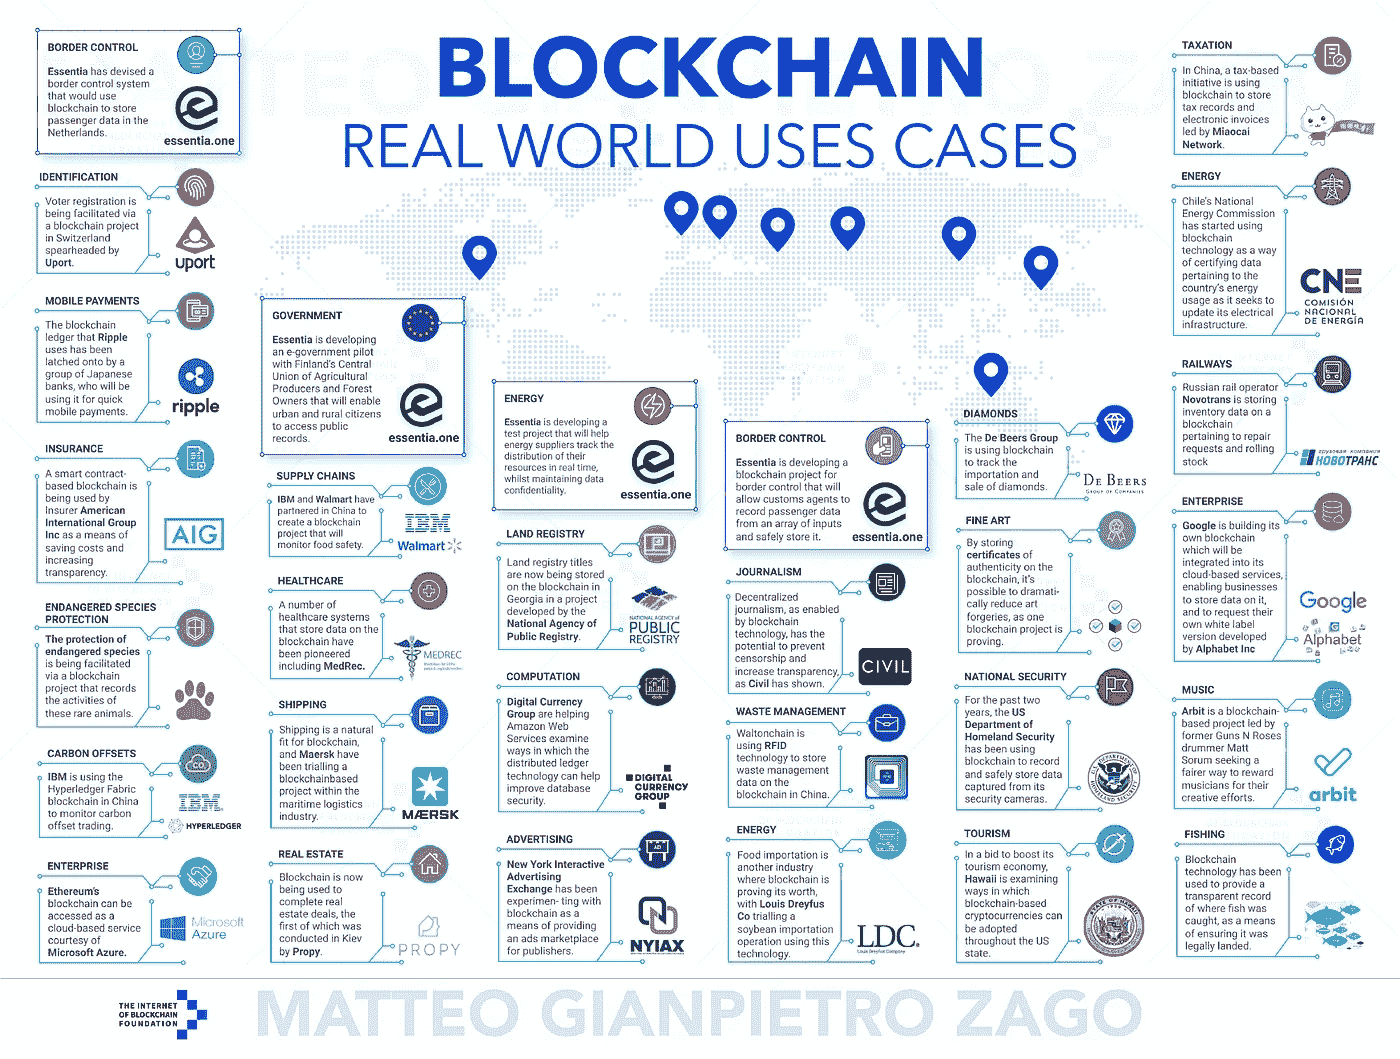 BLOCKCHAIN
REAL WORLD USES CASES
BORDER CONTROL
Essentia has devised a
border control system
that would use
blockchain to store
passenger data in the
Netherlands.
essentia.one
IDENTIFICATION
Voter registration is
being facilitated via
a blockchain project
in Switzerland
spearheaded by
Uport.
uport
MOBILE PAYMENTS
The blockchain
ledger that Ripple
uses has been
latched onto by a
group of Japanese
banks, who will be
using it for quick
mobile payments.
ripple
INSURANCE
A smart contract-
based blockchain is
being used by
Insurer American
International Group
Inc as a means of
saving costs and
increasing
transparency.
AIG
ENDANGERED SPECIES
PROTECTION
The protection of
endangered species
is being facilitated
via a blockchain
project that records
the activities of
these rare animals.
CARBON OFFSETS
IBM is using the
Hyperledger Fabric
blockchain in China
to monitor carbon
offset trading.
IBM
HYPERLEDGER
ENTERPRISE
Ethereum's
blockchain can be
accessed as a
cloud-based service
courtesy of
Microsoft Azure.
Microsoft
Azure
GOVERNMENT
Essentia is developing
an e-government pilot
with Finland's Central
Union of Agricultural
Producers and Forest
Owners that will enable
urban and rural citizens
to access public
records.
essentia.one
SUPPLY CHAINS
IBM and Walmart have
partnered in China to
create a blockchain
project that will
monitor food safety.
IBM
Walmart
HEALTHCARE
A number of
healthcare systems
that store data on the
blockchain have
been pioneered
including MedRec.
MEDREC
SHIPPING
Shipping is a natural
fit for blockchain,
and Maersk have
been trialling a
blockchainbased
project within the
maritime logistics
industry.
MÆRSK
REAL ESTATE
Blockchain is now
being used to
complete real
estate deals, the
first of which was
conducted in Kiev
by Propy.
PROPY
ENERGY
Essentia is developing a
test project that will help
energy suppliers track the
distribution of their
resources in real time,
whilst maintaining data
confidentiality.
essentia.one
LAND REGISTRY
Land registry titles
are now being stored
on the blockchain in
Georgia in a project
developed by the
National Agency of
Public Registry.
NATIONAL AGENCY of
PUBLIC
REGISTRY
COMPUTATION
Digital Currency
Group are helping
Amazon Web
Services examine
ways in which the
distributed ledger
technology can help
improve database
security.
DIGITAL
CURRENCY
GROUP
ADVERTISING
AD
New York Interactive
Advertising
Exchange has been
experimen- ting with
blockchain as a
means of providing
an ads marketplace
for publishers.
NYIAX
BORDER CONTROL
Essentia is developing a
blockchain project for
border control that will
allow customs agents to
record passenger data
from an array of inputs
and safely store it.
essentia.one
JOURNALISM
Decentralized
journalism, as enabled
by blockchain
technology, has the
potential to prevent
censorship and
increase transparency,
as Civil has shown.
CIVIL
WASTE MANAGEMENT
Waltonchain is
using RFID
technology to store
waste management
data on the
blockchain in China.
ENERGY
Food importation is
another industry
where blockchain is
proving its worth,
with Louis Dreyfus
Co trialling a
soybean importation
operation using this
technology.
LDC.
Louis Dreyfus Company
DIAMONDS
The De Beers Group
is using blockchain
to track the
importation and
sale of diamonds.
DE BEERS
GROUP OF COMPANIES
FINE ART
By storing
certificates of
authenticity on the
blockchain, it's
possible to dramati-
cally reduce art
forgeries, as one
blockchain project is
proving.
NATIONAL SECURITY
For the past two
years, the US
Department of
Homeland Security
has been using
blockchain to record
and safely store data
captured from its
security cameras.
TOURISM
In a bid to boost its
tourism economy,
Hawaii is examining
ways in which
blockchain-based
cryptocurrencies can
be adopted
throughout the US
state.
TAXATION
In China, a tax-based
initiative is using
blockchain to store
tax records and
electronic invoices
led by Miaocai
Network.
ENERGY
Chile's National
Energy Commission
has started using
blockchain
technology as a way
of certifying data
pertaining to the
country's energy
usage as it seeks to
update its electrical
infrastructure.
CNE
COMISIÓN
NACIONAL
DE ENERGÍA
RAILWAYS
Russian rail operator
Novotrans is storing
inventory data on a
blockchain
pertaining to repair
requests and rolling
stock
грузовая компания
НОВОТРАНС
ENTERPRISE
Google is building its
own blockchain
which will be
integrated into its
cloud-based services,
enabling businesses
to store data on it,
and to request their
own white label
version developed
by Alphabet Inc
Google
Alphabet
MUSIC
Arbit is a blockchain-
based project led by
former Guns N Roses
drummer Matt
Sorum seeking a
fairer way to reward
musicians for their
creative efforts.
arbit
FISHING
Blockchain
technology has been
used to provide a
transparent record
of where fish was
caught, as a means
of ensuring it was
legally landed.
THE INTERNET
OF BLOCKCHAIN
FOUNDATION
MATTEO GIANPIETRO ZAGO